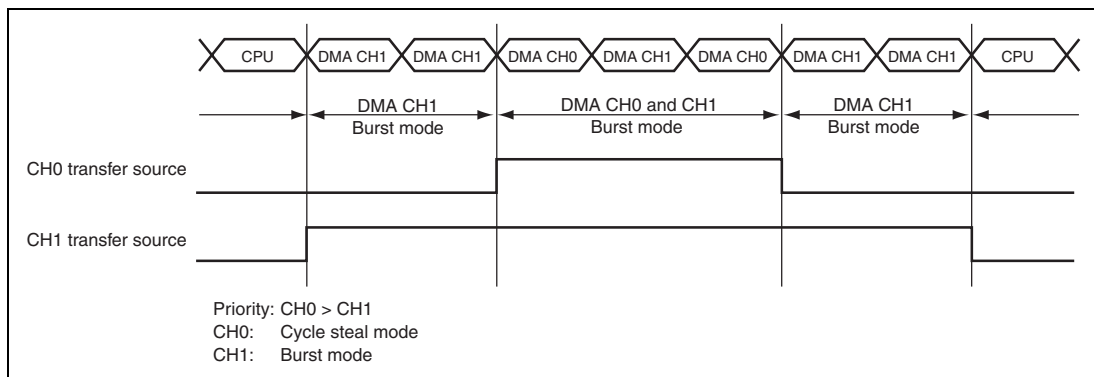 CPU DMA CH1 DMA CH1 DMA CH0 DMA CH1 DMA CH0 DMA CH1 DMA CH1 CPU
DMA CH1 DMA CH0 and CH1 DMA CH1
Burst mode Burst mode Burst mode
CH0 transfer source
CH1 transfer source
Priority: CH0 > CH1
CH0: Cycle steal mode
CH1: Burst mode